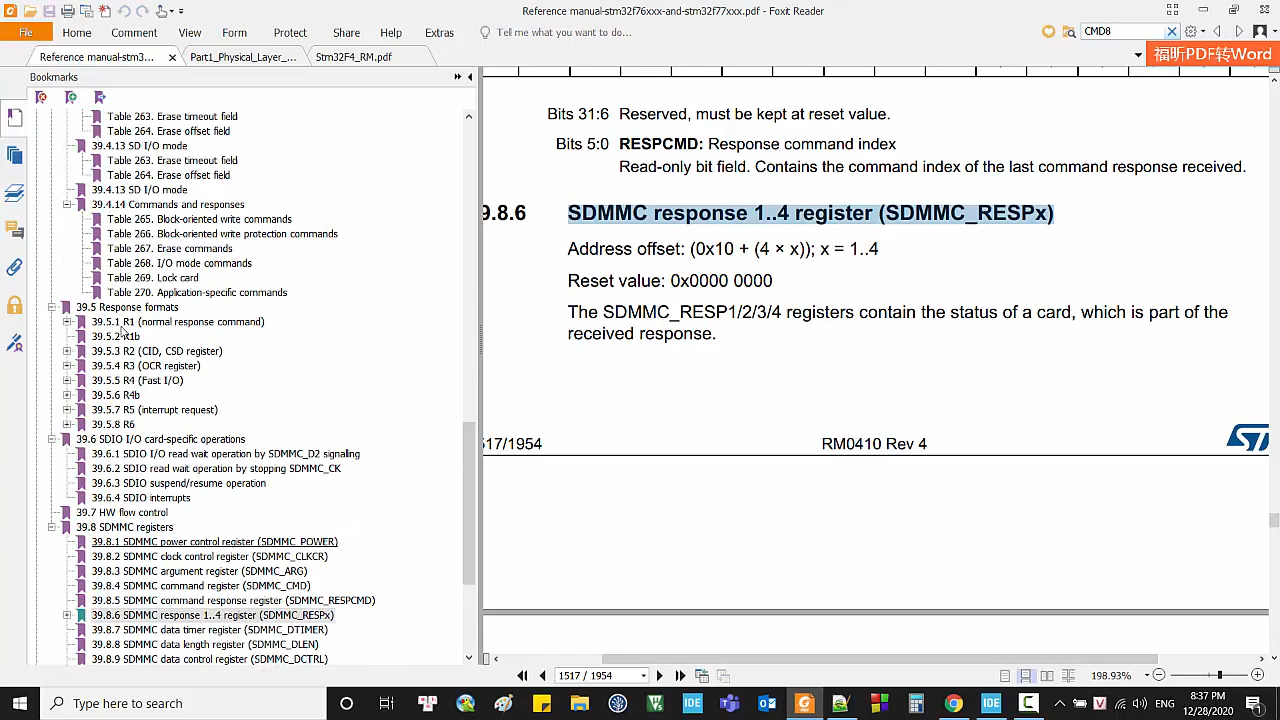 Reference manual-stm32f76xxx-and-stm32f77xxx.pdf - Foxit Reader
File
Home
Comment
View
Form
Protect
Share
Help
Extras
Tell me what you want to do...
CMD8
Reference manual-stm3...
Part1_Physical_Layer_...
Stm32F4_RM.pdf
福昕PDF转Word
Bookmarks
Table 263. Erase timeout field
Table 264. Erase offset field
39.4.13 SD I/O mode
Table 263. Erase timeout field
Table 264. Erase offset field
39.4.13 SD I/O mode
39.4.14 Commands and responses
Table 265. Block-oriented write commands
Table 266. Block-oriented write protection commands
Table 267. Erase commands
Table 268. I/O mode commands
Table 269. Lock card
Table 270. Application-specific commands
39.5 Response formats
39.5.1 R1 (normal response command)
39.5.2 R1b
39.5.3 R2 (CID, CSD register)
39.5.4 R3 (OCR register)
39.5.5 R4 (Fast I/O)
39.5.6 R4b
39.5.7 R5 (interrupt request)
39.5.8 R6
39.6 SDIO I/O card-specific operations
39.6.1 SDIO I/O read wait operation by SDMMC_D2 signaling
39.6.2 SDIO read wait operation by stopping SDMMC_CK
39.6.3 SDIO suspend/resume operation
39.6.4 SDIO interrupts
39.7 HW flow control
39.8 SDMMC registers
39.8.1 SDMMC power control register (SDMMC_POWER)
39.8.2 SDMMC clock control register (SDMMC_CLKCR)
39.8.3 SDMMC argument register (SDMMC_ARG)
39.8.4 SDMMC command register (SDMMC_CMD)
39.8.5 SDMMC command response register (SDMMC_RESPCMD)
39.8.6 SDMMC response 1..4 register (SDMMC_RESPx)
39.8.7 SDMMC data timer register (SDMMC_DTIMER)
39.8.8 SDMMC data length register (SDMMC_DLEN)
39.8.9 SDMMC data control register (SDMMC_DCTRL)
Bits 31:6 Reserved, must be kept at reset value.
Bits 5:0 RESPCMD: Response command index
Read-only bit field. Contains the command index of the last command response received.
9.8.6 SDMMC response 1..4 register (SDMMC_RESPx)
Address offset: (0x10 + (4 × x)); x = 1..4
Reset value: 0x0000 0000
The SDMMC_RESP1/2/3/4 registers contain the status of a card, which is part of the
received response.
517/1954
RM0410 Rev 4
1517 / 1954
198.93%
Type here to search
IDE
IDE
ENG
8:37 PM
12/28/2020